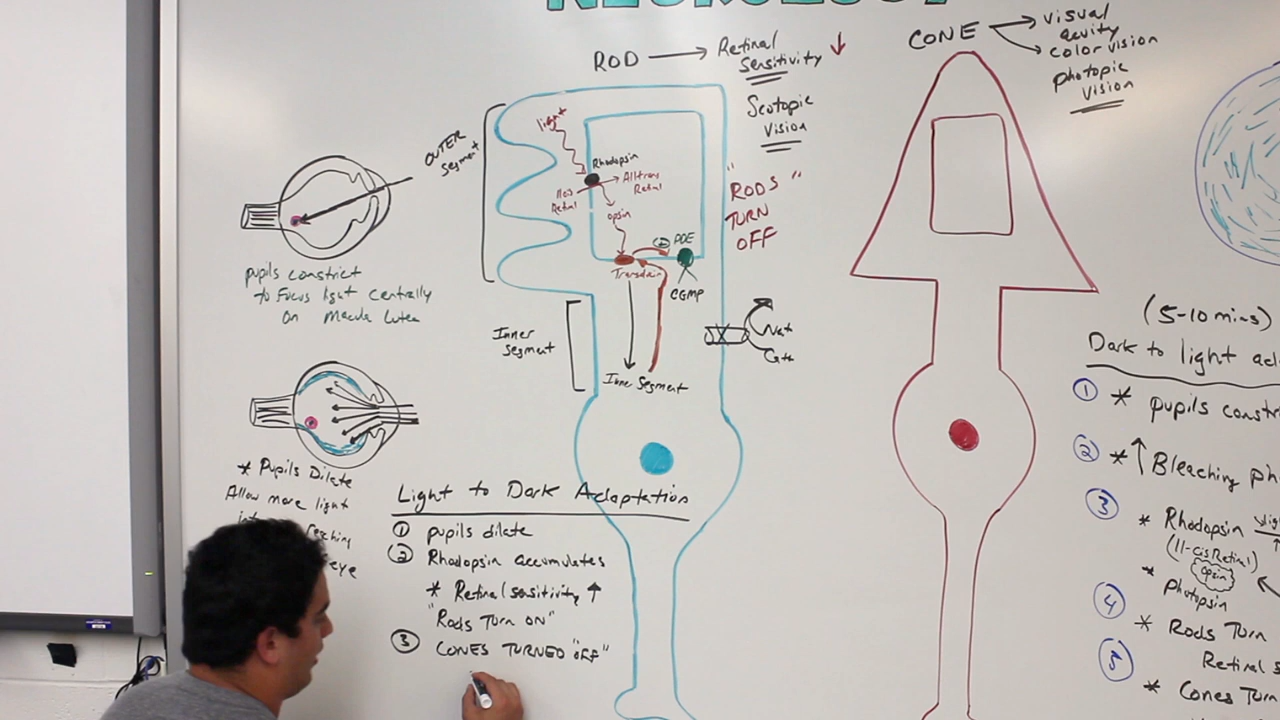 NEUROLOGY
ROD → Retinal
Sensitivity ↓
Scotopic
Vision
"RODS"
TURN
OFF
CONE → visual
acuity
color vision
photopic
Vision
OUTER
Segment
light
Rhodopsin
Retinal
All trans
Retinal
opsin
Transducin
PDE
CGMP
Inner
Segment
Inner Segment
Na+
Ca++
pupils constrict
to Focus light centrally
on Macula Lutea
* Pupils Dilate
Allow more light
eye
Light to Dark Adaptation
① pupils dilate
② Rhodopsin accumulates
* Retinal sensitivity ↑
"Rods Turn ON"
③ CONES TURNED "OFF"
(5-10 mins)
Dark to light
① * pupils
② * ↑ Bleaching
③ * Rhodopsin
(11-cis Retinal)
opsin
* photopsin
④ * Rods Turn
Retinal
⑤ * Cones Turn